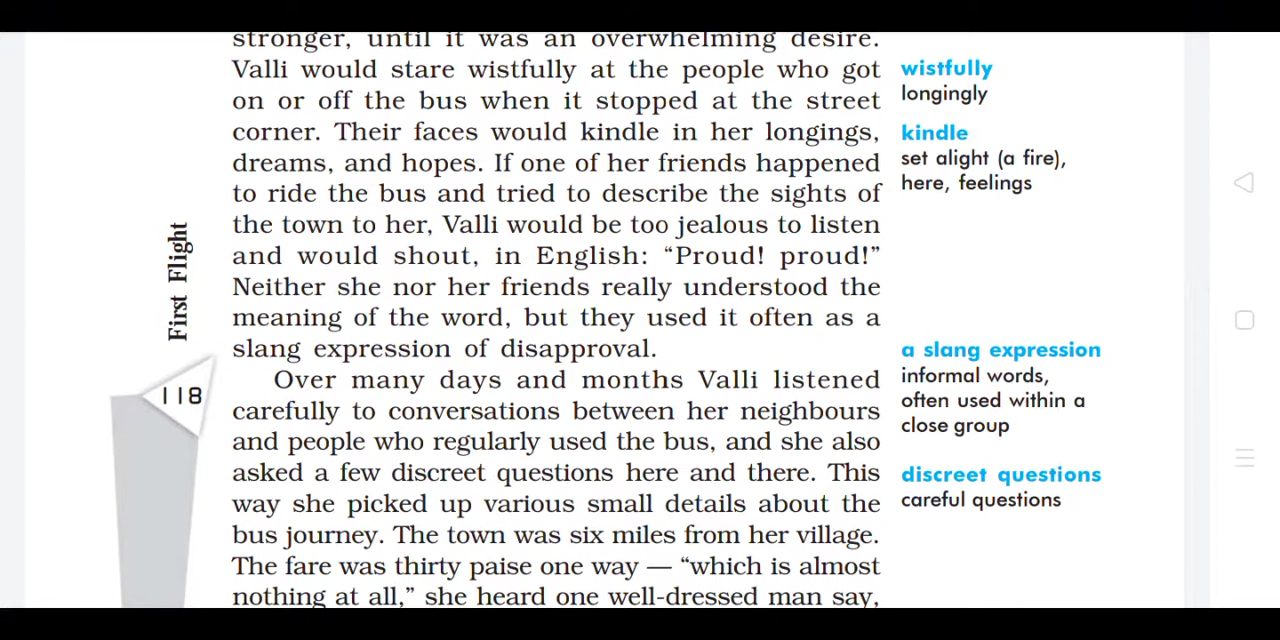 stronger, until it was an overwhelming desire.
Valli would stare wistfully at the people who got
on or off the bus when it stopped at the street
corner. Their faces would kindle in her longings,
dreams, and hopes. If one of her friends happened
to ride the bus and tried to describe the sights of
the town to her, Valli would be too jealous to listen
and would shout, in English: “Proud! proud!”
Neither she nor her friends really understood the
meaning of the word, but they used it often as a
slang expression of disapproval.
Over many days and months Valli listened
carefully to conversations between her neighbours
and people who regularly used the bus, and she also
asked a few discreet questions here and there. This
way she picked up various small details about the
bus journey. The town was six miles from her village.
The fare was thirty paise one way — “which is almost
nothing at all,” she heard one well-dressed man say,
wistfully
longingly
kindle
set alight (a fire),
here, feelings
a slang expression
informal words,
often used within a
close group
discreet questions
careful questions
First Flight
118